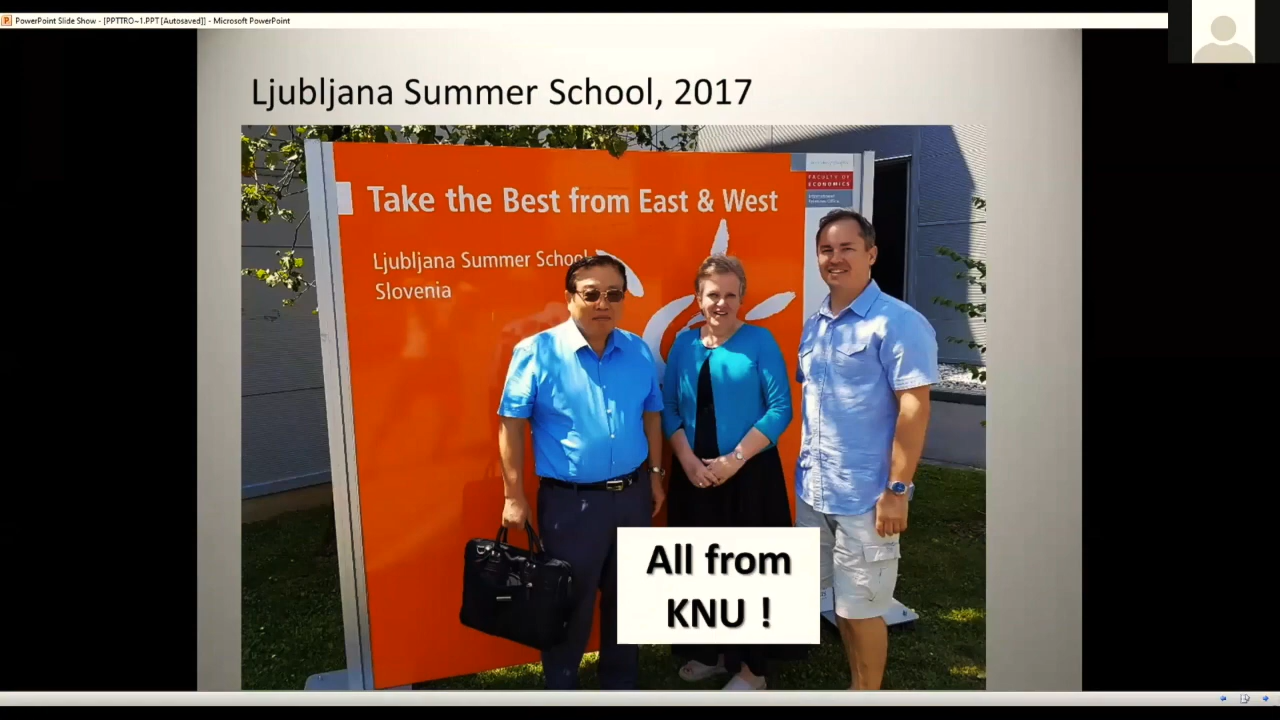 PowerPoint Slide Show - [PPTTRO~1.PPT [Autosaved]] - Microsoft PowerPoint
Ljubljana Summer School, 2017
Take the Best from East & West
FACULTY OF
ECONOMICS
Ljubljana Summer School
Slovenia
All from
KNU !